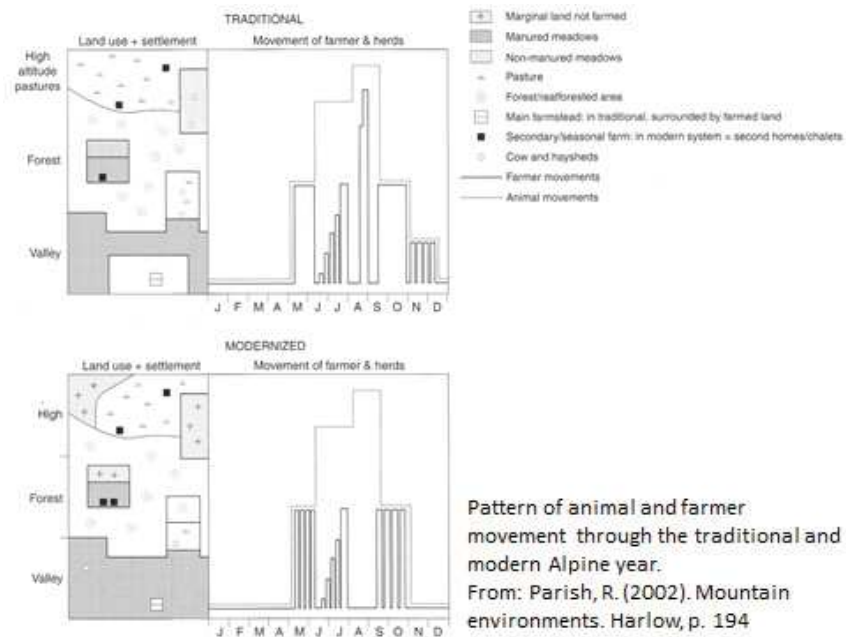 TRADITIONAL
Land use + settlement
Movement of farmer & herds
High
altitude
pastures
Forest
Valley
J F M A M J J A S O N D
Marginal land not farmed
Manured meadows
Non-manured meadows
Pasture
Forest/reafforested area
Main farmstead: in traditional, surrounded by farmed land
Secondary/seasonal farm: in modern system = second homes/chalets
Cow and haysheds
Farmer movements
Animal movements
MODERNIZED
Land use + settlement
Movement of farmer & herds
High
Forest
Valley
J F M A M J J A S O N D
Pattern of animal and farmer
movement through the traditional and
modern Alpine year.
From: Parish, R. (2002). Mountain
environments. Harlow, p. 194